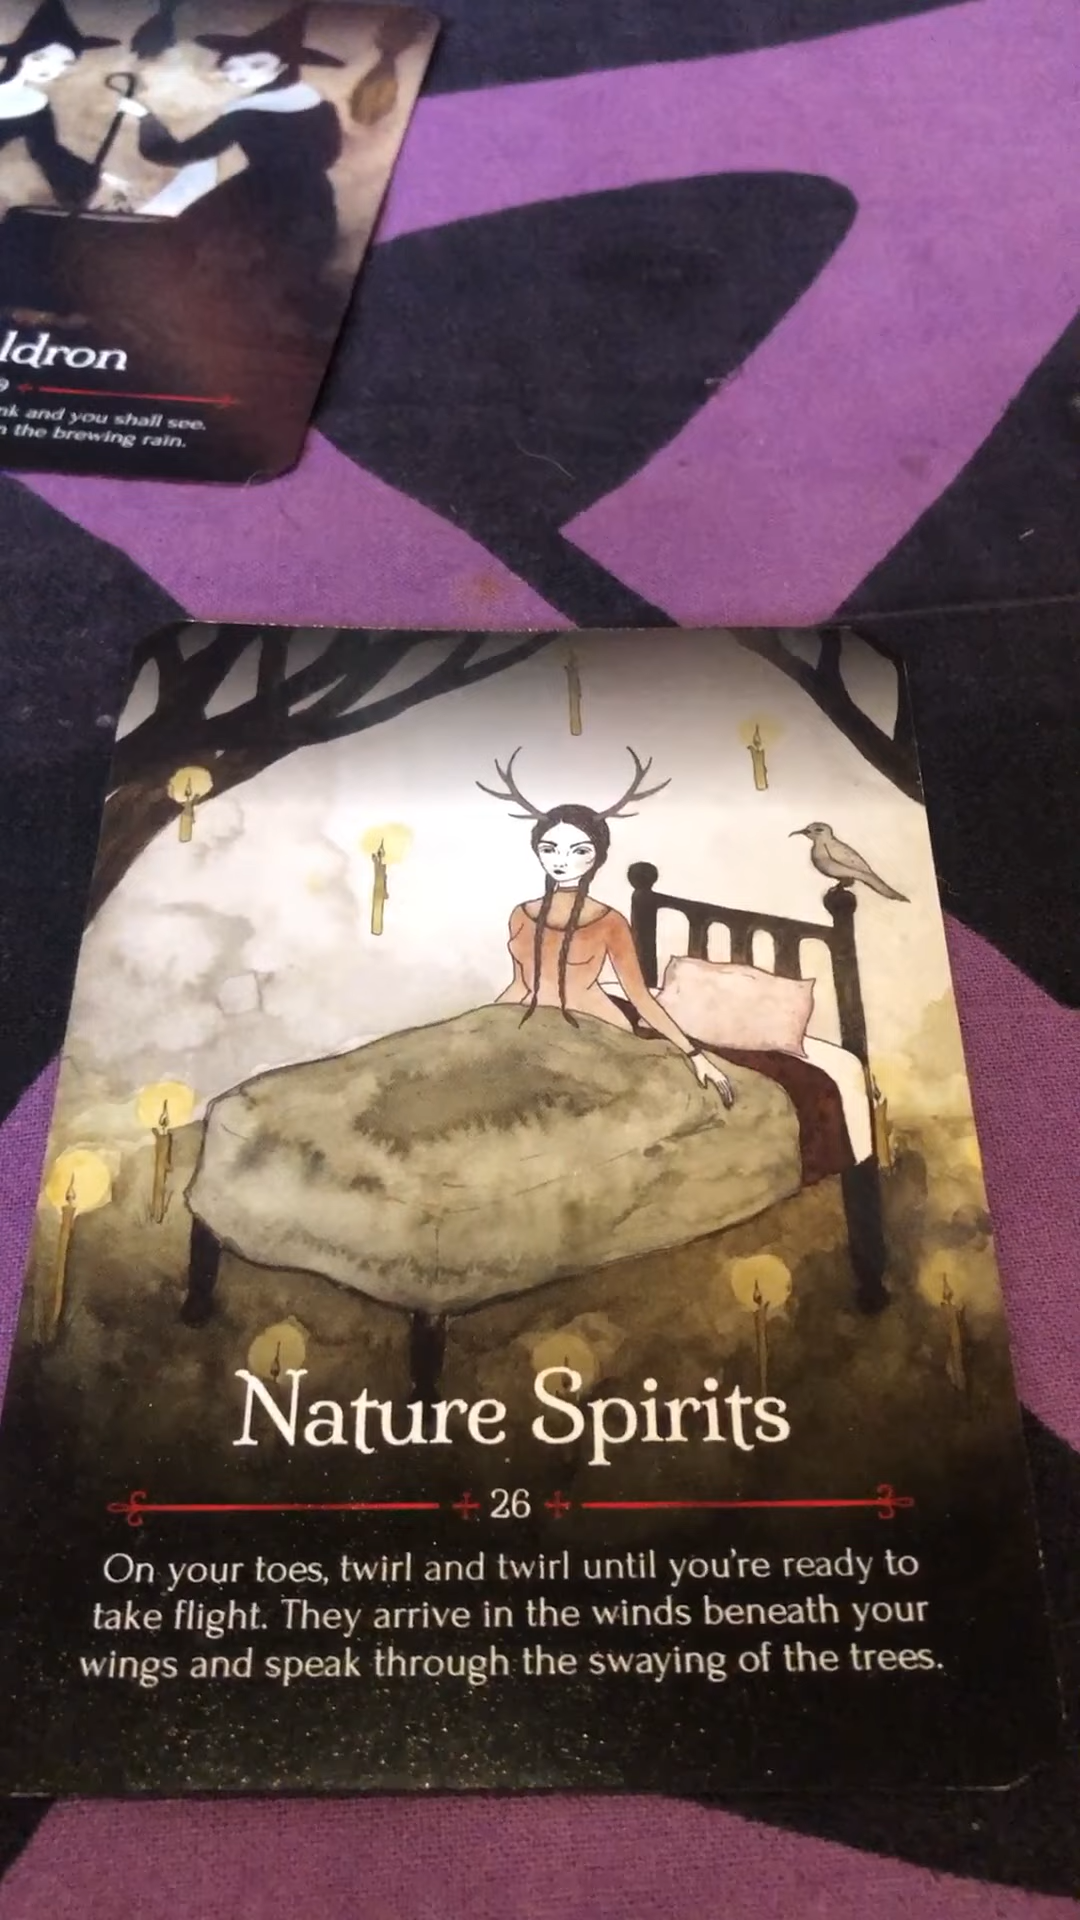 and you shall see.
the brewing rain.
Nature Spirits
26
On your toes, twirl and twirl until you're ready to
take flight. They arrive in the winds beneath your
wings and speak through the swaying of the trees.